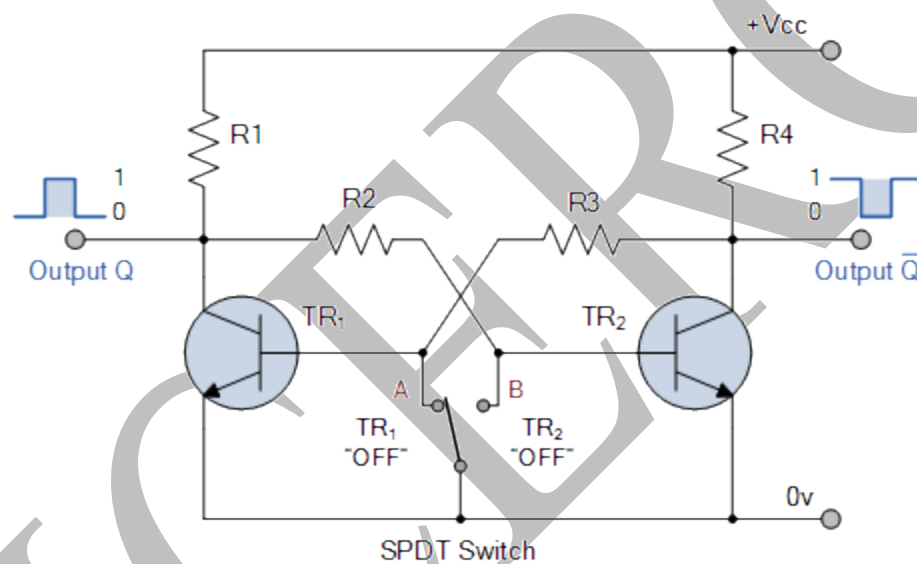 +Vcc
R1
R4
1
0
R2
R3
1
0
Output Q
Output Q̅
TR₁
TR₂
A
B
TR₁
"OFF"
TR₂
"OFF"
0v
SPDT Switch